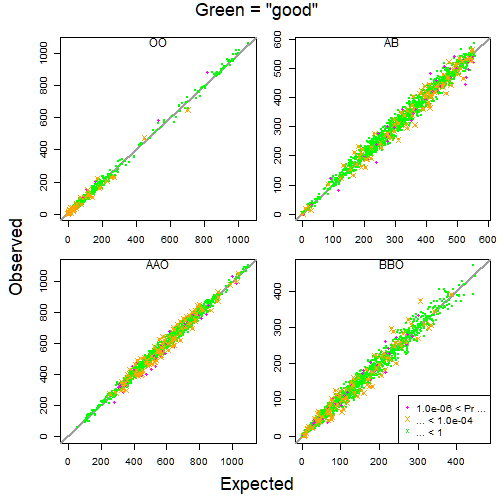 Green = "good"
OO
AB
0 200 400 600 800 1000
0 200 400 600 800 1000
0 100 200 300 400 500 600
0 100 200 300 400 500 600
Observed
AAO
BBO
0 200 400 600 800 1000
0 200 400 600 800 1000
0 100 200 300 400
0 100 200 300 400
1.0e-06 < Pr ...
... < 1.0e-04
... < 1
Expected